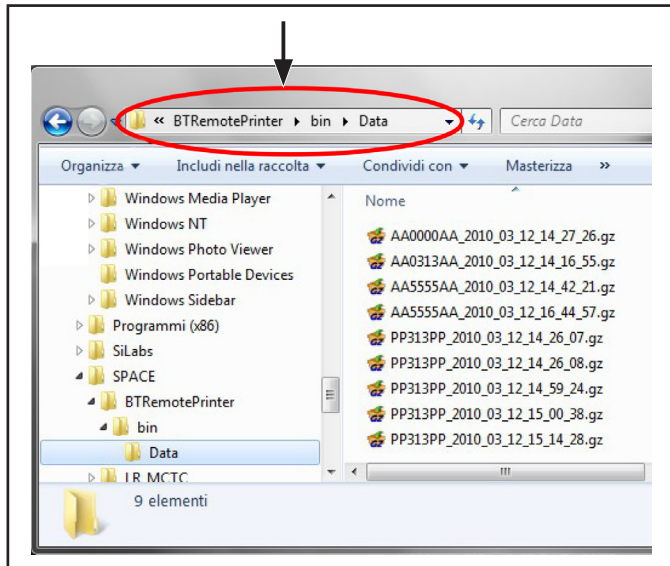 « BTRemotePrinter bin Data Cerca Data
Organizza Includi nella raccolta Condividi con Masterizza »
Windows Media Player
Windows NT
Windows Photo Viewer
Windows Portable Devices
Windows Sidebar
Programmi (x86)
SiLabs
SPACE
BTRemotePrinter
bin
Data
LR MCTC
Nome
AA0000AA_2010_03_12_14_27_26.gz
AA0313AA_2010_03_12_14_16_55.gz
AA5555AA_2010_03_12_14_42_21.gz
AA5555AA_2010_03_12_16_44_57.gz
PP313PP_2010_03_12_14_26_07.gz
PP313PP_2010_03_12_14_26_08.gz
PP313PP_2010_03_12_14_59_24.gz
PP313PP_2010_03_12_15_00_38.gz
PP313PP_2010_03_12_15_14_28.gz
9 elementi